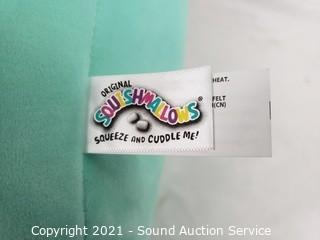 ORIGINAL
SQUISHMALLOWS®
SQUEEZE AND CUDDLE ME!
HEAT.
FELT
(CN)
Copyright 2021 - Sound Auction Service